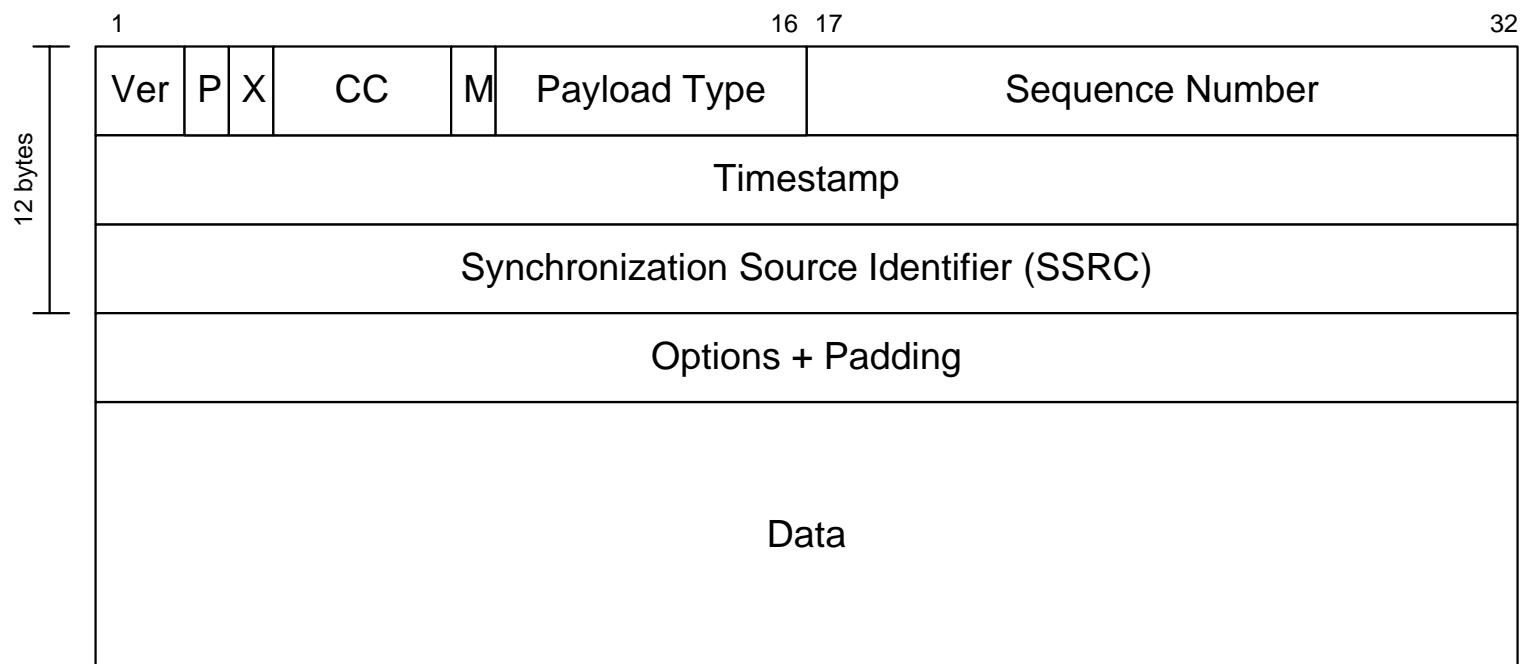 1 16 17 32
Ver P X CC M Payload Type Sequence Number
12 bytes
Timestamp
Synchronization Source Identifier (SSRC)
Options + Padding
Data